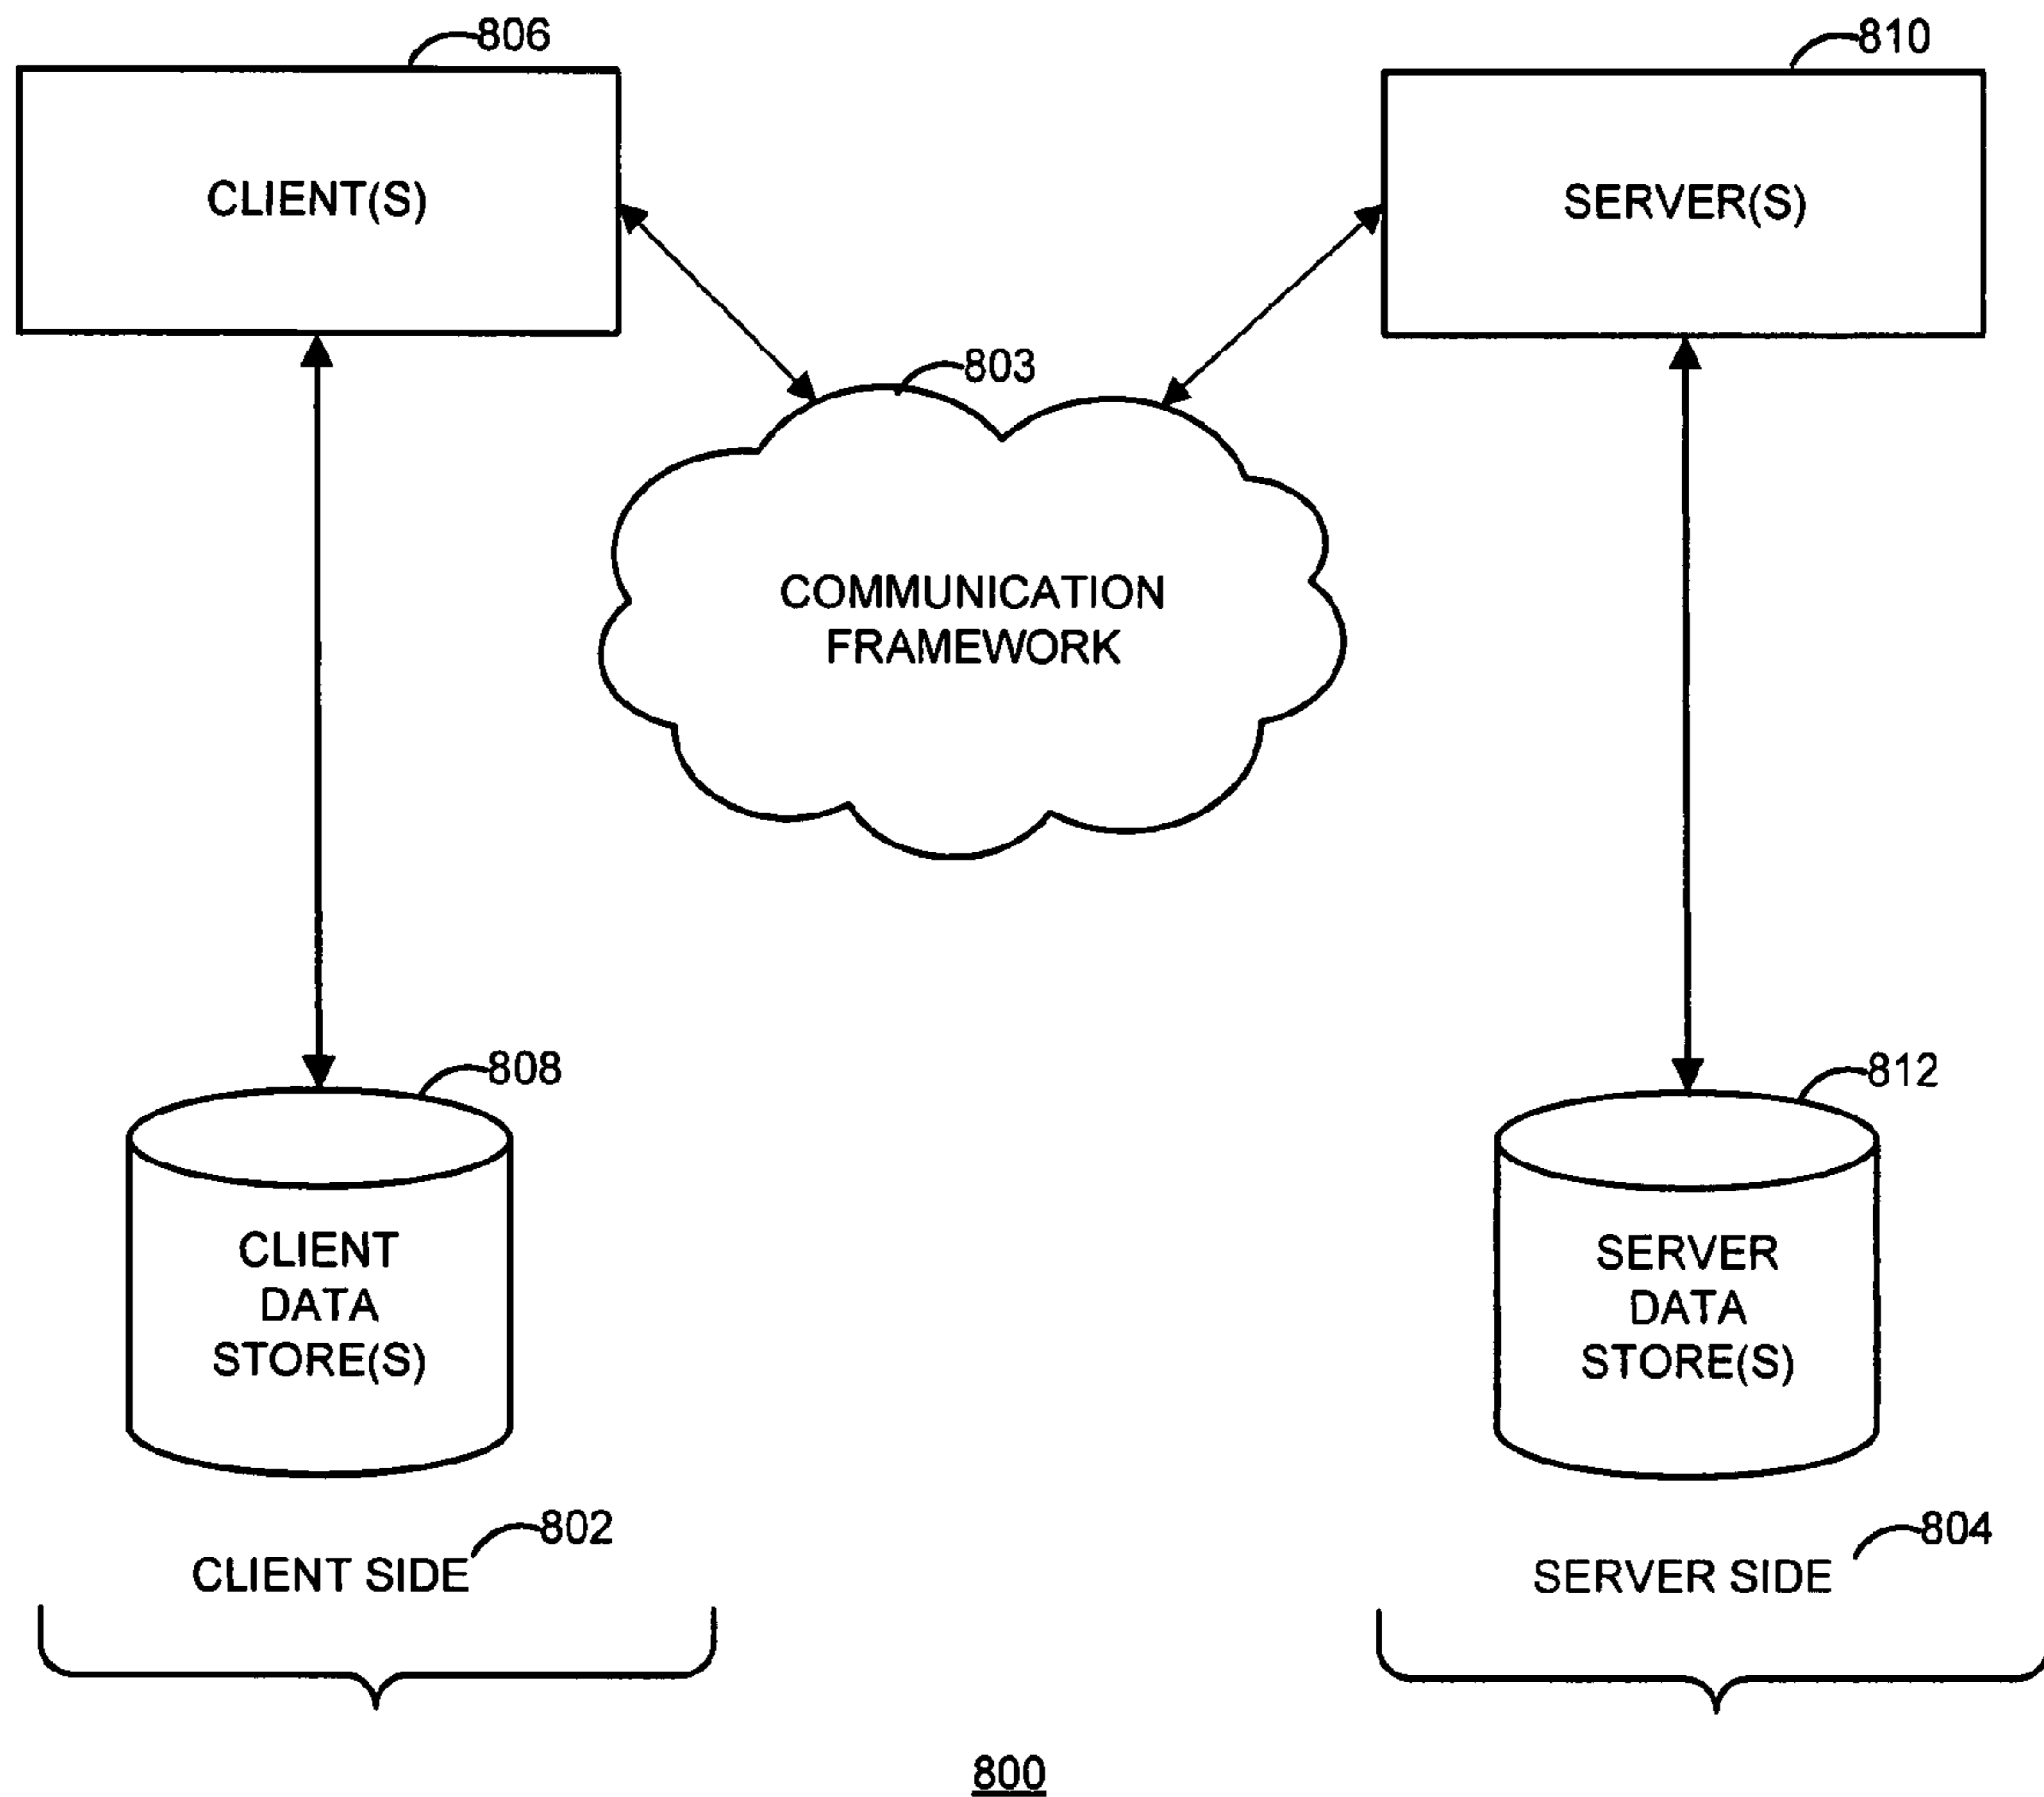 806
810
CLIENT(S)
SERVER(S)
803
COMMUNICATION
FRAMEWORK
808
812
CLIENT
DATA
STORE(S)
SERVER
DATA
STORE(S)
802
CLIENT SIDE
804
SERVER SIDE
800